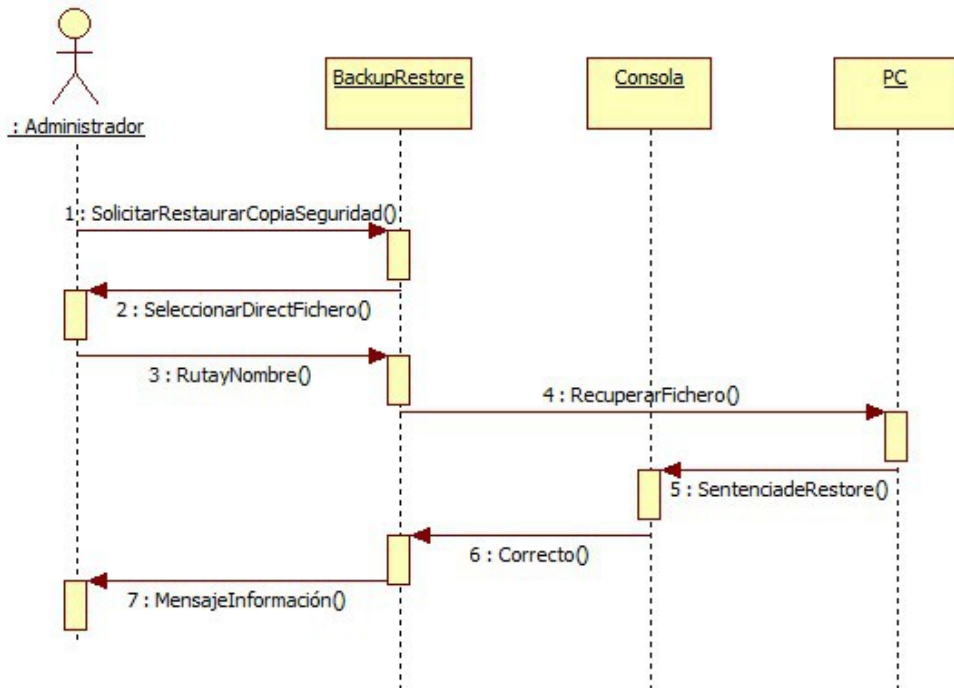 BackupRestore
Consola
PC
: Administrador
1 : SolicitarRestaurarCopiaSeguridad()
2 : SeleccionarDirectFichero()
3 : RutayNombre()
4 : RecuperarFichero()
5 : SentenciadeRestore()
6 : Correcto()
7 : MensajeInformación()